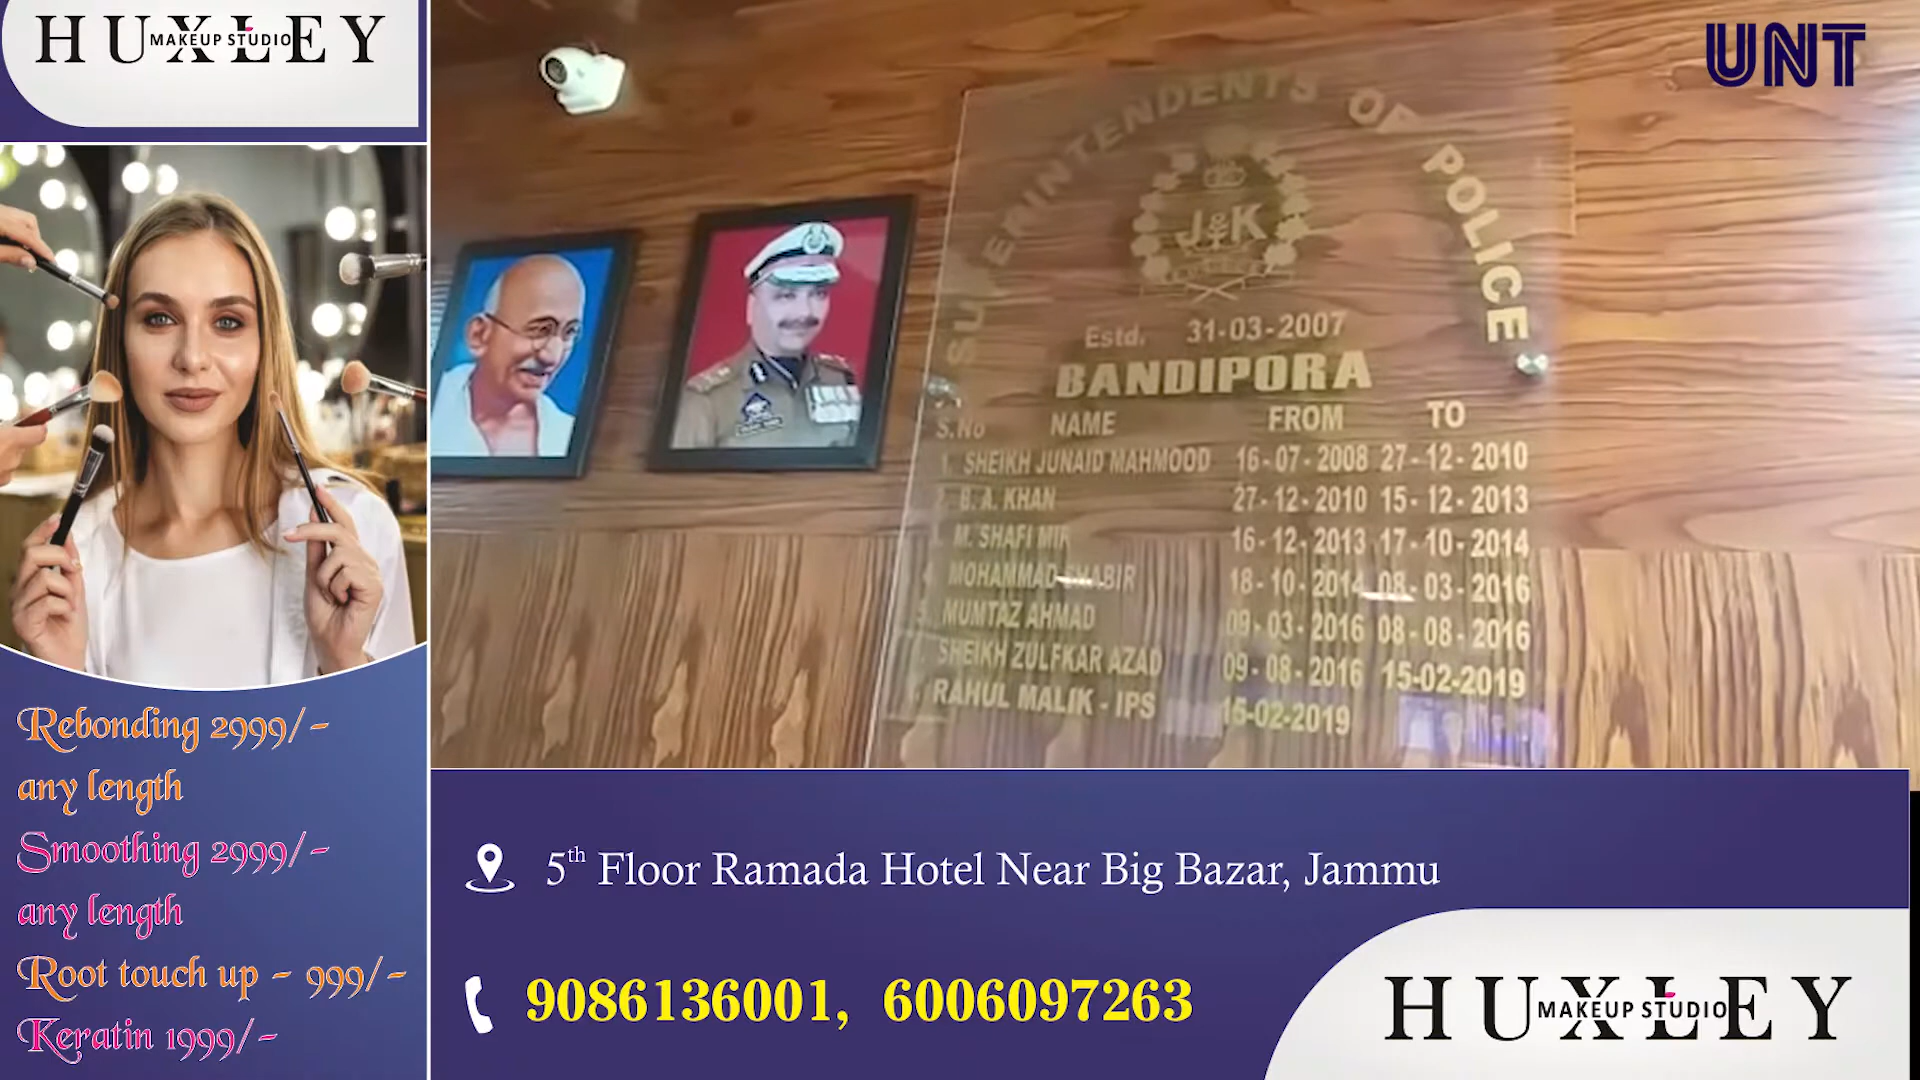 HUXLEY
MAKEUP STUDIO
UNT
SUPERINTENDENTS OF POLICE
J&K
Estd. 31-03-2007
BANDIPORA
S.No NAME FROM TO
1. SHEIKH JUNAID MAHMOOD 16-07-2008 27-12-2010
2. B. A. KHAN 27-12-2010 15-12-2013
M. SHAFI MIR 16-12-2013 17-10-2014
4. MOHAMMAD SHABIR 18-10-2014 08-03-2016
5. MUMTAZ AHMAD 09-03-2016 08-08-2016
SHEIKH ZULFKAR AZAD 09-08-2016 15-02-2019
RAHUL MALIK - IPS 15-02-2019
Rebonding 2999/-
any length
Smoothing 2999/-
any length
Root touch up - 999/-
Keratin 1999/-
5th Floor Ramada Hotel Near Big Bazar, Jammu
9086136001, 6006097263
HUXLEY
MAKEUP STUDIO